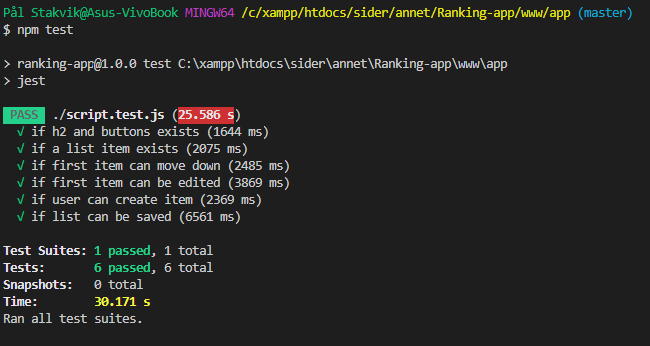 Pål Stakvik@Asus-VivoBook MINGW64 /c/xampp/htdocs/sider/annet/Ranking-app/www/app (master)
$ npm test
> ranking-app@1.0.0 test C:\xampp\htdocs\sider\annet\Ranking-app\www\app
> jest
PASS ./script.test.js (25.586 s)
√ if h2 and buttons exists (1644 ms)
√ if a list item exists (2075 ms)
√ if first item can move down (2485 ms)
√ if first item can be edited (3869 ms)
√ if user can create item (2369 ms)
√ if list can be saved (6561 ms)
Test Suites: 1 passed, 1 total
Tests: 6 passed, 6 total
Snapshots: 0 total
Time: 30.171 s
Ran all test suites.